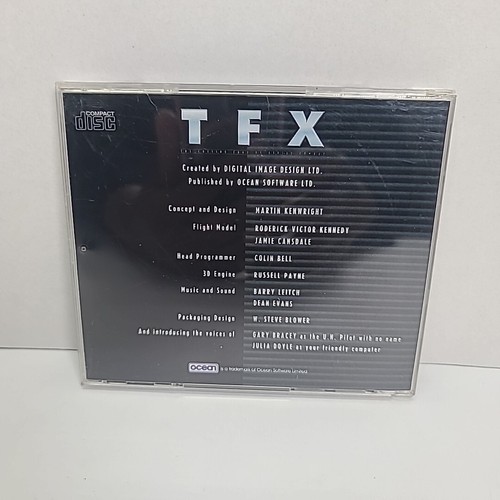 COMPACT
disc
TFX
Created by DIGITAL IMAGE DESIGN LTD.
Published by OCEAN SOFTWARE LTD.
Concept and Design MARTIN KENWRIGHT
Flight Model RODERICK VICTOR KENNEDY
JAMIE CANSDALE
Head Programmer COLIN BELL
3D Engine RUSSELL PAYNE
Music and Sound BARRY LEITCH
DEAN EVANS
Packaging Design W. STEVE BLOWER
And introducing the voices of GARY BRACEY as the U.N. Pilot with no name
JULIA DOYLE as your friendly computer
ocean is a trademark of Ocean Software Limited.